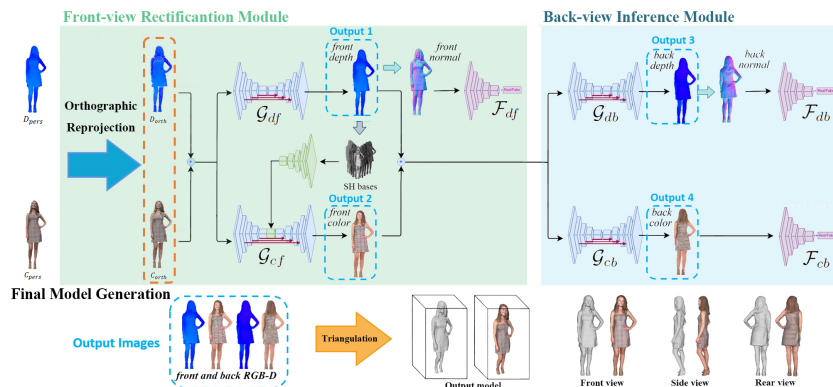 Front-view Rectificantion Module
Back-view Inference Module
Output 1
front
depth
front
normal
Output 3
back
depth
back
normal
D_pers
Orthographic
Reprojection
D_orth
G_df
F_df
G_db
F_db
SH bases
Output 2
front
color
Output 4
back
color
C_pers
C_orth
G_cf
G_cb
F_cb
Final Model Generation
Output Images
front and back RGB-D
Triangulation
Output model
Front view
Side view
Rear view